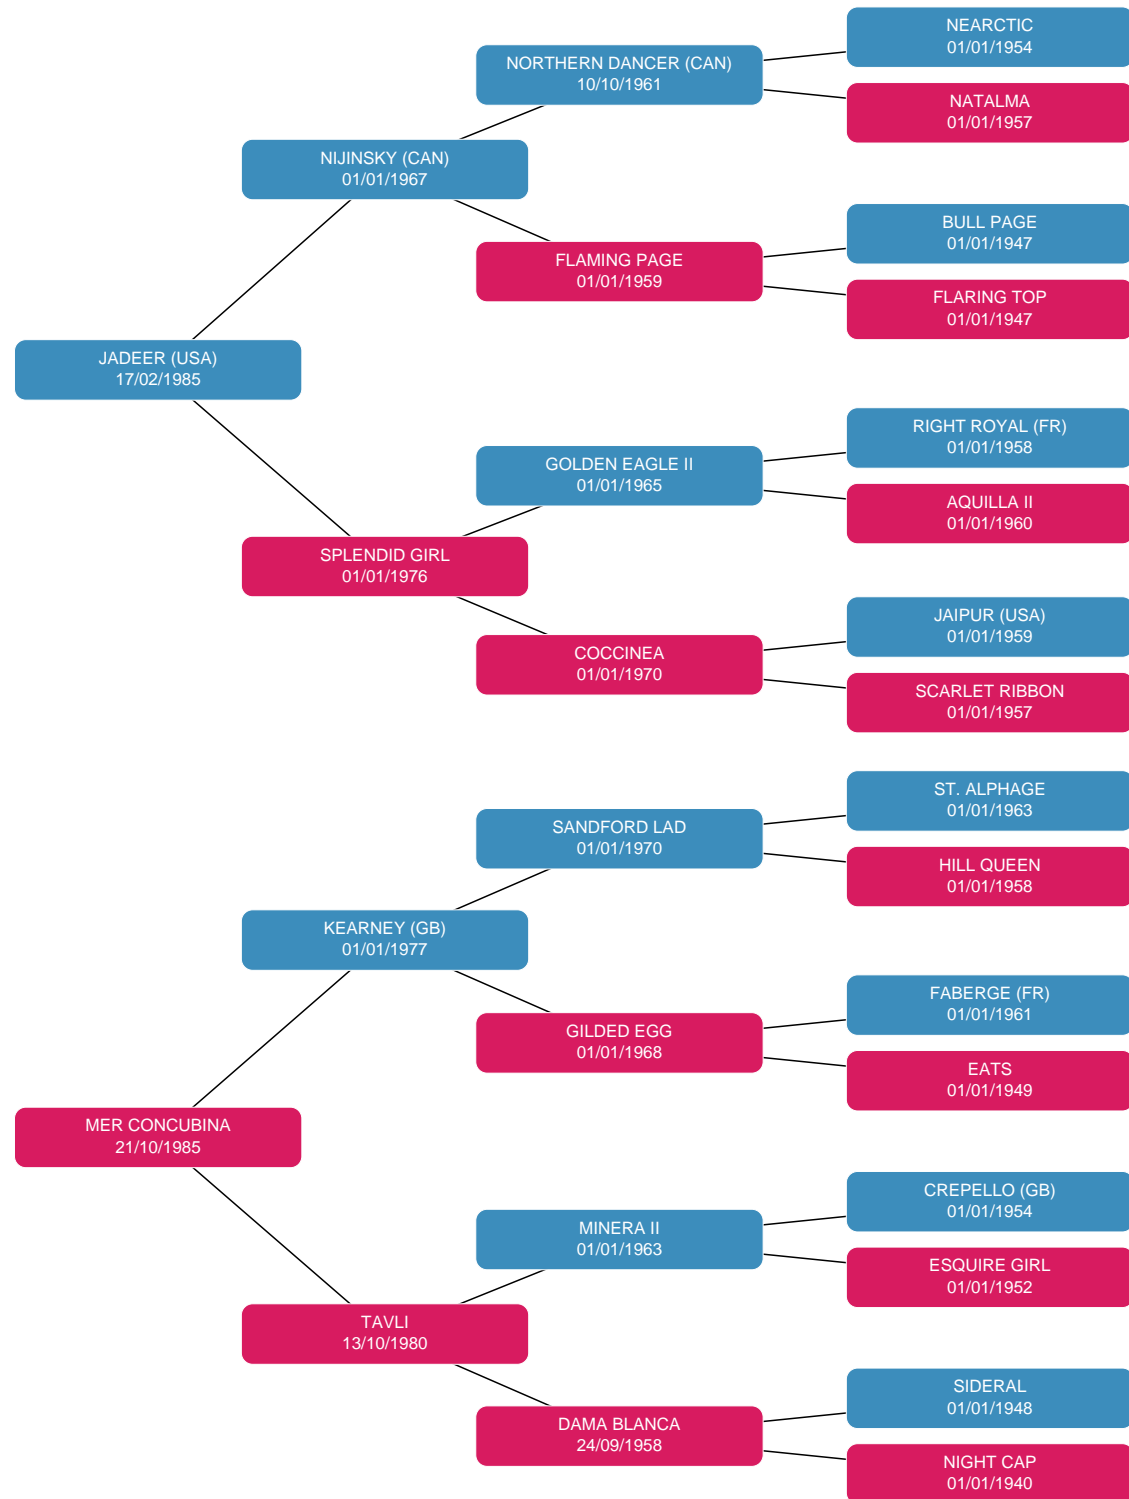 NEARCTIC
01/01/1954
NORTHERN DANCER (CAN)
10/10/1961
NATALMA
01/01/1957
NIJINSKY (CAN)
01/01/1967
BULL PAGE
01/01/1947
FLAMING PAGE
01/01/1959
FLARING TOP
01/01/1947
JADEER (USA)
17/02/1985
RIGHT ROYAL (FR)
01/01/1958
GOLDEN EAGLE II
01/01/1965
AQUILLA II
01/01/1960
SPLENDID GIRL
01/01/1976
JAIPUR (USA)
01/01/1959
COCCINEA
01/01/1970
SCARLET RIBBON
01/01/1957
ST. ALPHAGE
01/01/1963
SANDFORD LAD
01/01/1970
HILL QUEEN
01/01/1958
KEARNEY (GB)
01/01/1977
FABERGE (FR)
01/01/1961
GILDED EGG
01/01/1968
EATS
01/01/1949
MER CONCUBINA
21/10/1985
CREPELLO (GB)
01/01/1954
MINERA II
01/01/1963
ESQUIRE GIRL
01/01/1952
TAVLI
13/10/1980
SIDERAL
01/01/1948
DAMA BLANCA
24/09/1958
NIGHT CAP
01/01/1940